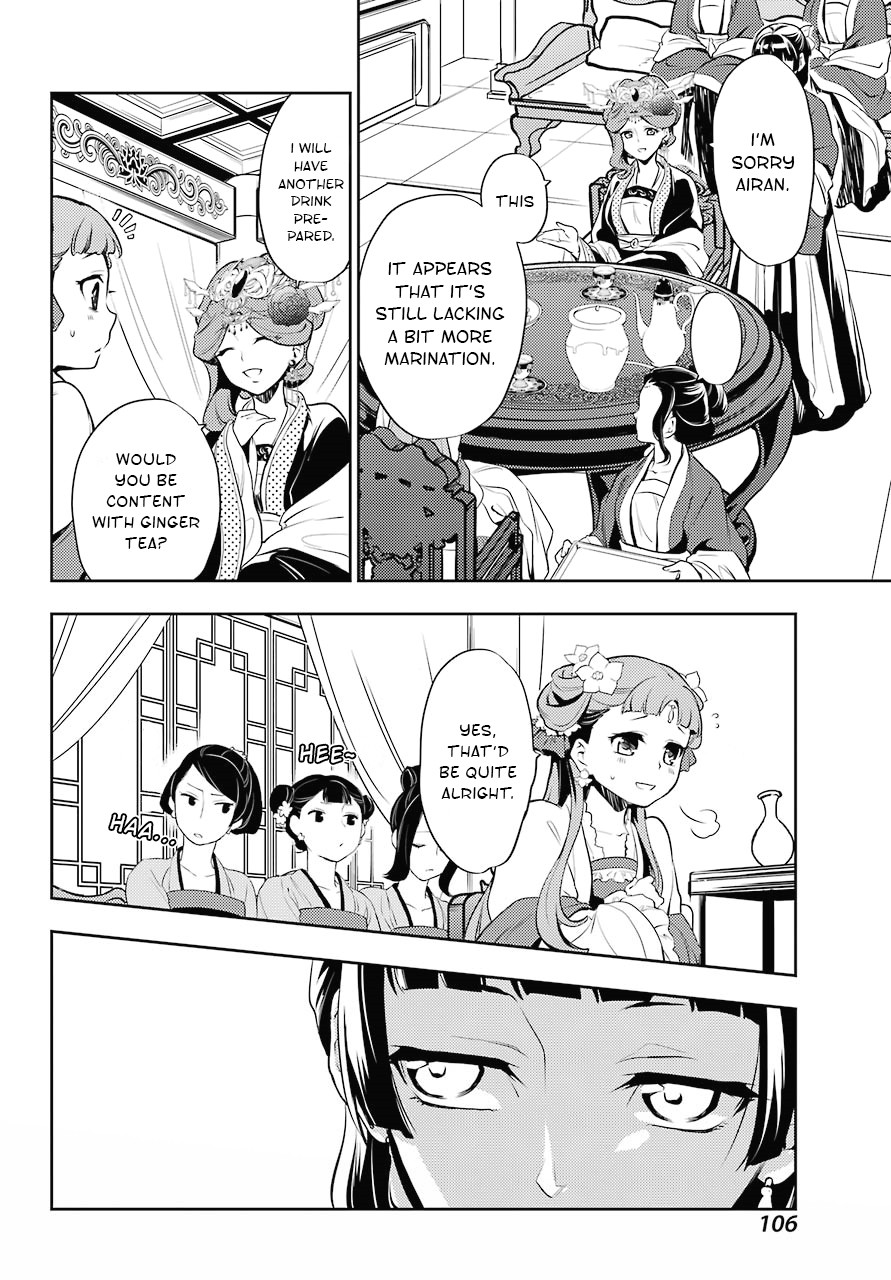 I'M
SORRY
AIRAN.
THIS
IT APPEARS
THAT IT'S
STILL LACKING
A BIT MORE
MARINATION.
I WILL
HAVE
ANOTHER
DRINK
PRE-
PARED.
WOULD
YOU BE
CONTENT
WITH GINGER
TEA?
YES,
THAT'D
BE QUITE
ALRIGHT.
HEE~
HAA...
106